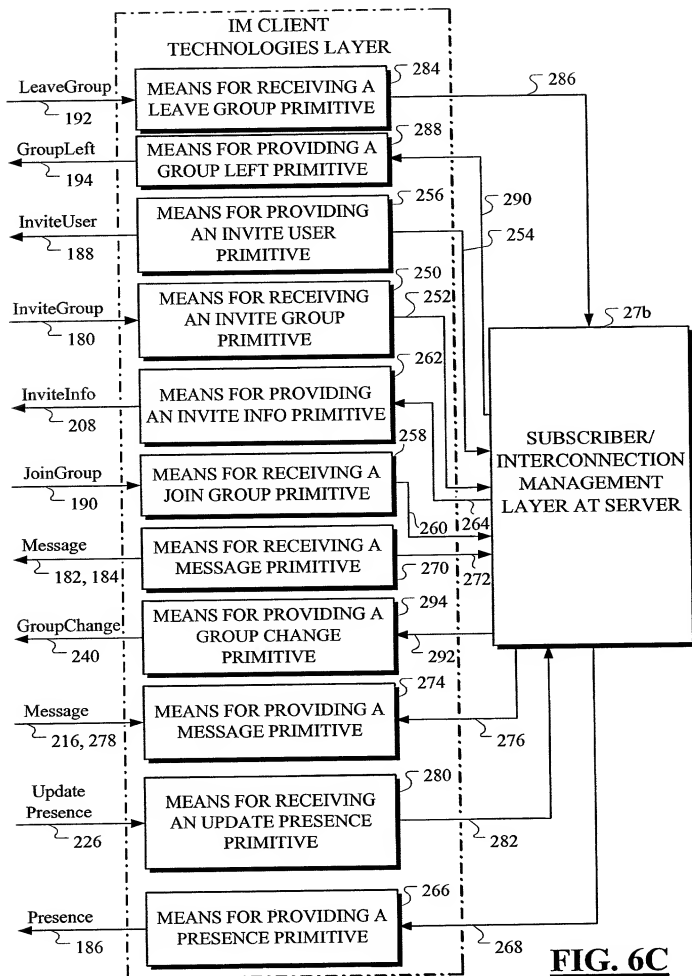 IM CLIENT
TECHNOLOGIES LAYER
LeaveGroup
192
MEANS FOR RECEIVING A
LEAVE GROUP PRIMITIVE
284
286
GroupLeft
194
MEANS FOR PROVIDING A
GROUP LEFT PRIMITIVE
288
290
254
InviteUser
188
MEANS FOR PROVIDING
AN INVITE USER
PRIMITIVE
256
InviteGroup
180
MEANS FOR RECEIVING
AN INVITE GROUP
PRIMITIVE
250
252
27b
InviteInfo
208
MEANS FOR PROVIDING
AN INVITE INFO PRIMITIVE
262
SUBSCRIBER/
INTERCONNECTION
MANAGEMENT
LAYER AT SERVER
JoinGroup
190
MEANS FOR RECEIVING A
JOIN GROUP PRIMITIVE
258
260
264
Message
182, 184
MEANS FOR RECEIVING A
MESSAGE PRIMITIVE
270
272
GroupChange
240
MEANS FOR PROVIDING A
GROUP CHANGE
PRIMITIVE
294
292
Message
216, 278
MEANS FOR PROVIDING A
MESSAGE PRIMITIVE
274
276
Update
Presence
226
MEANS FOR RECEIVING
AN UPDATE PRESENCE
PRIMITIVE
280
282
Presence
186
MEANS FOR PROVIDING A
PRESENCE PRIMITIVE
266
268
FIG. 6C